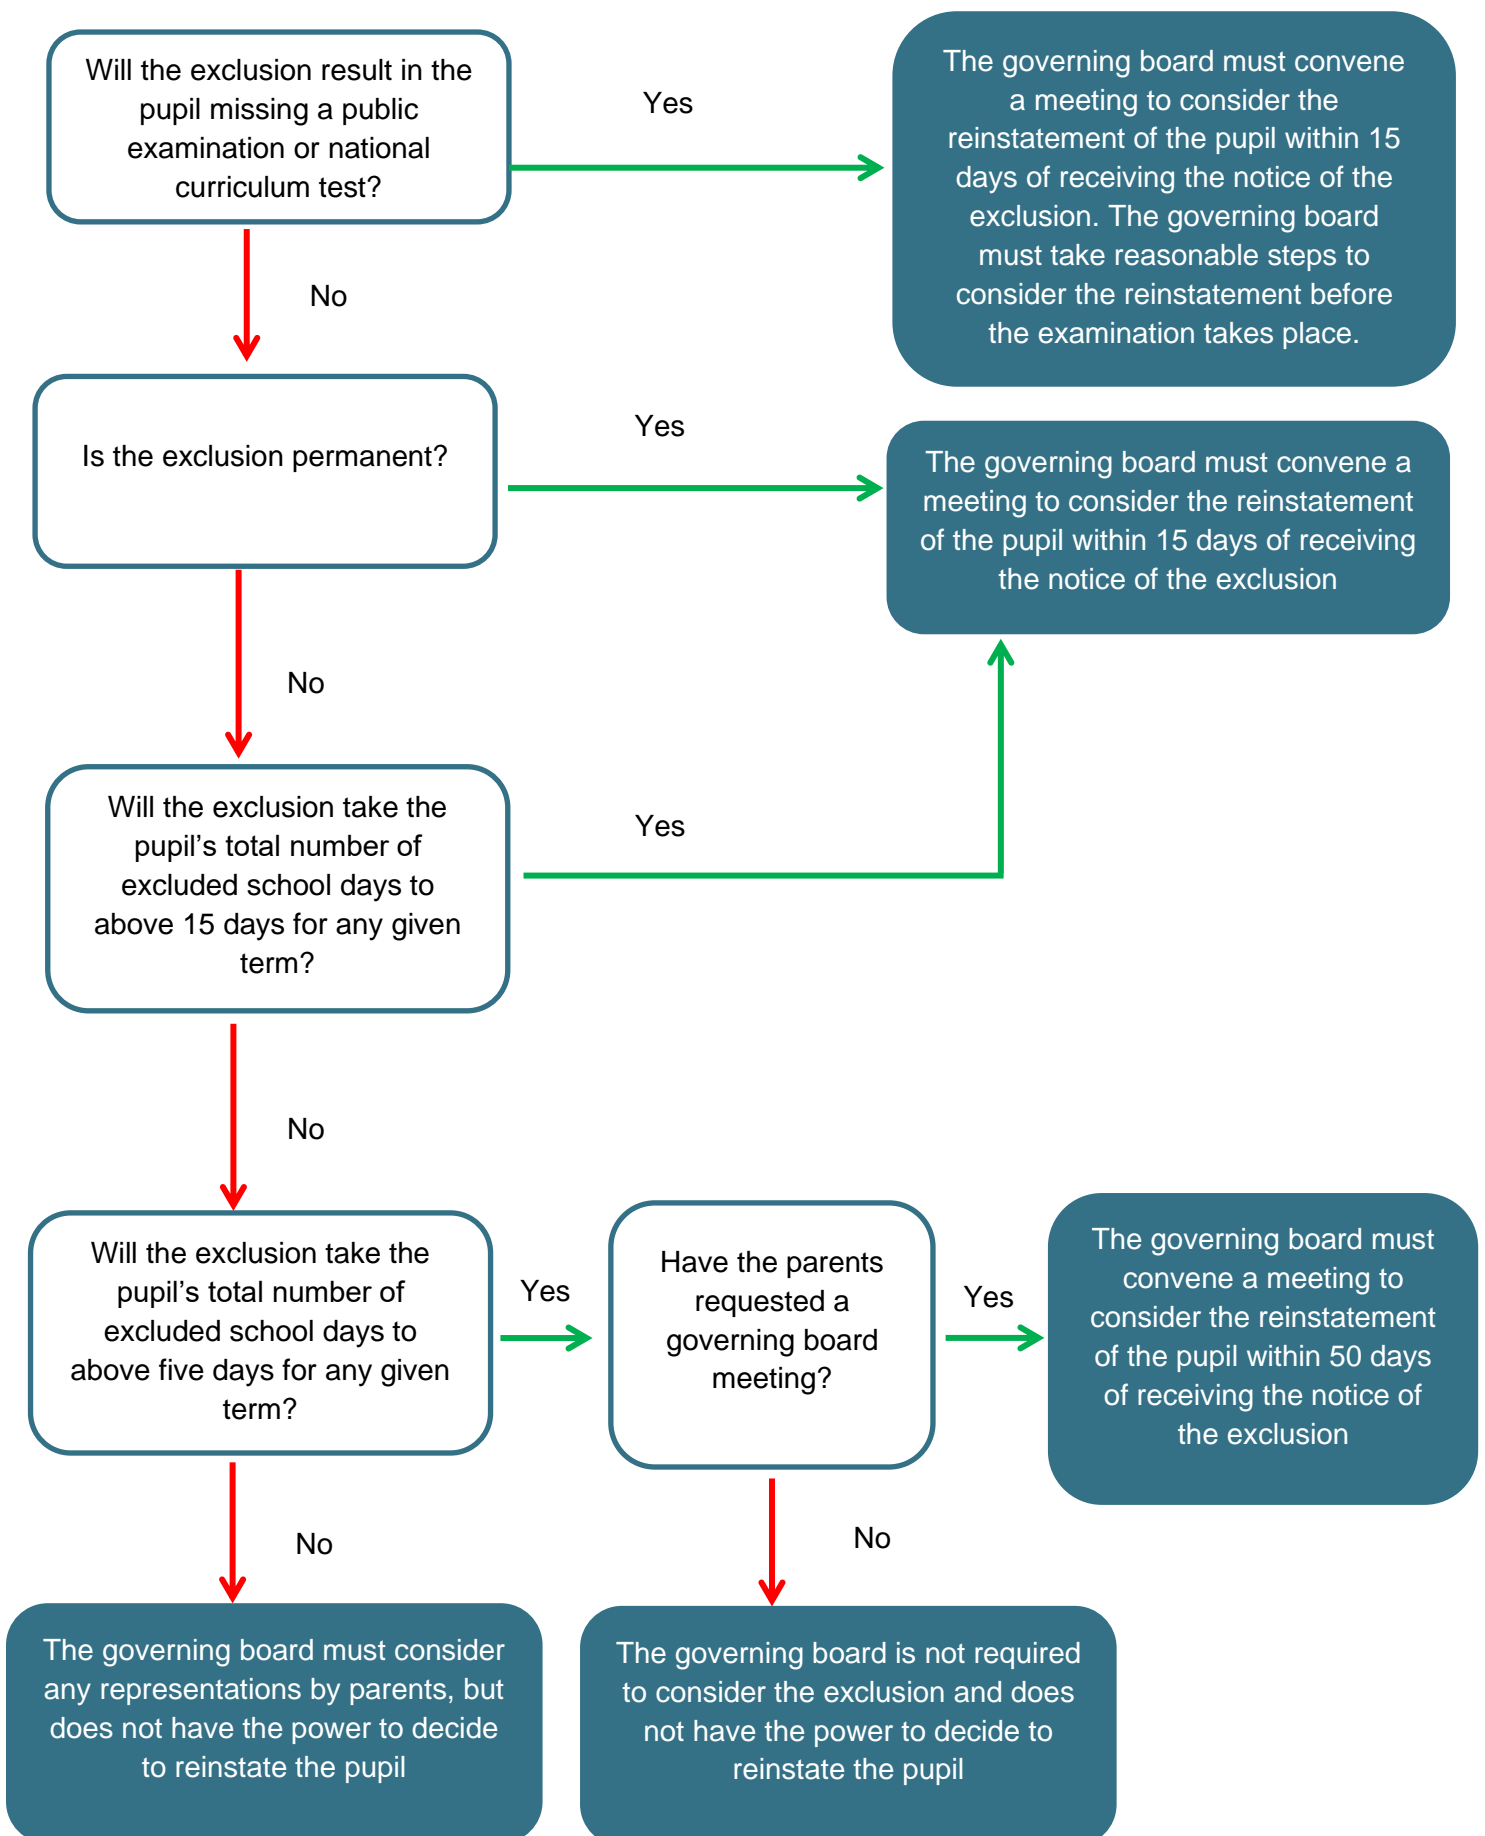 Will the exclusion result in the
pupil missing a public
examination or national
curriculum test?
Yes
The governing board must convene
a meeting to consider the
reinstatement of the pupil within 15
days of receiving the notice of the
exclusion. The governing board
must take reasonable steps to
consider the reinstatement before
the examination takes place.
No
Is the exclusion permanent?
Yes
The governing board must convene a
meeting to consider the reinstatement
of the pupil within 15 days of receiving
the notice of the exclusion
No
Will the exclusion take the
pupil’s total number of
excluded school days to
above 15 days for any given
term?
Yes
No
Will the exclusion take the
pupil’s total number of
excluded school days to
above five days for any given
term?
Yes
Have the parents
requested a
governing board
meeting?
Yes
The governing board must
convene a meeting to
consider the reinstatement
of the pupil within 50 days
of receiving the notice of
the exclusion
No
No
The governing board must consider
any representations by parents, but
does not have the power to decide
to reinstate the pupil
The governing board is not required
to consider the exclusion and does
not have the power to decide to
reinstate the pupil